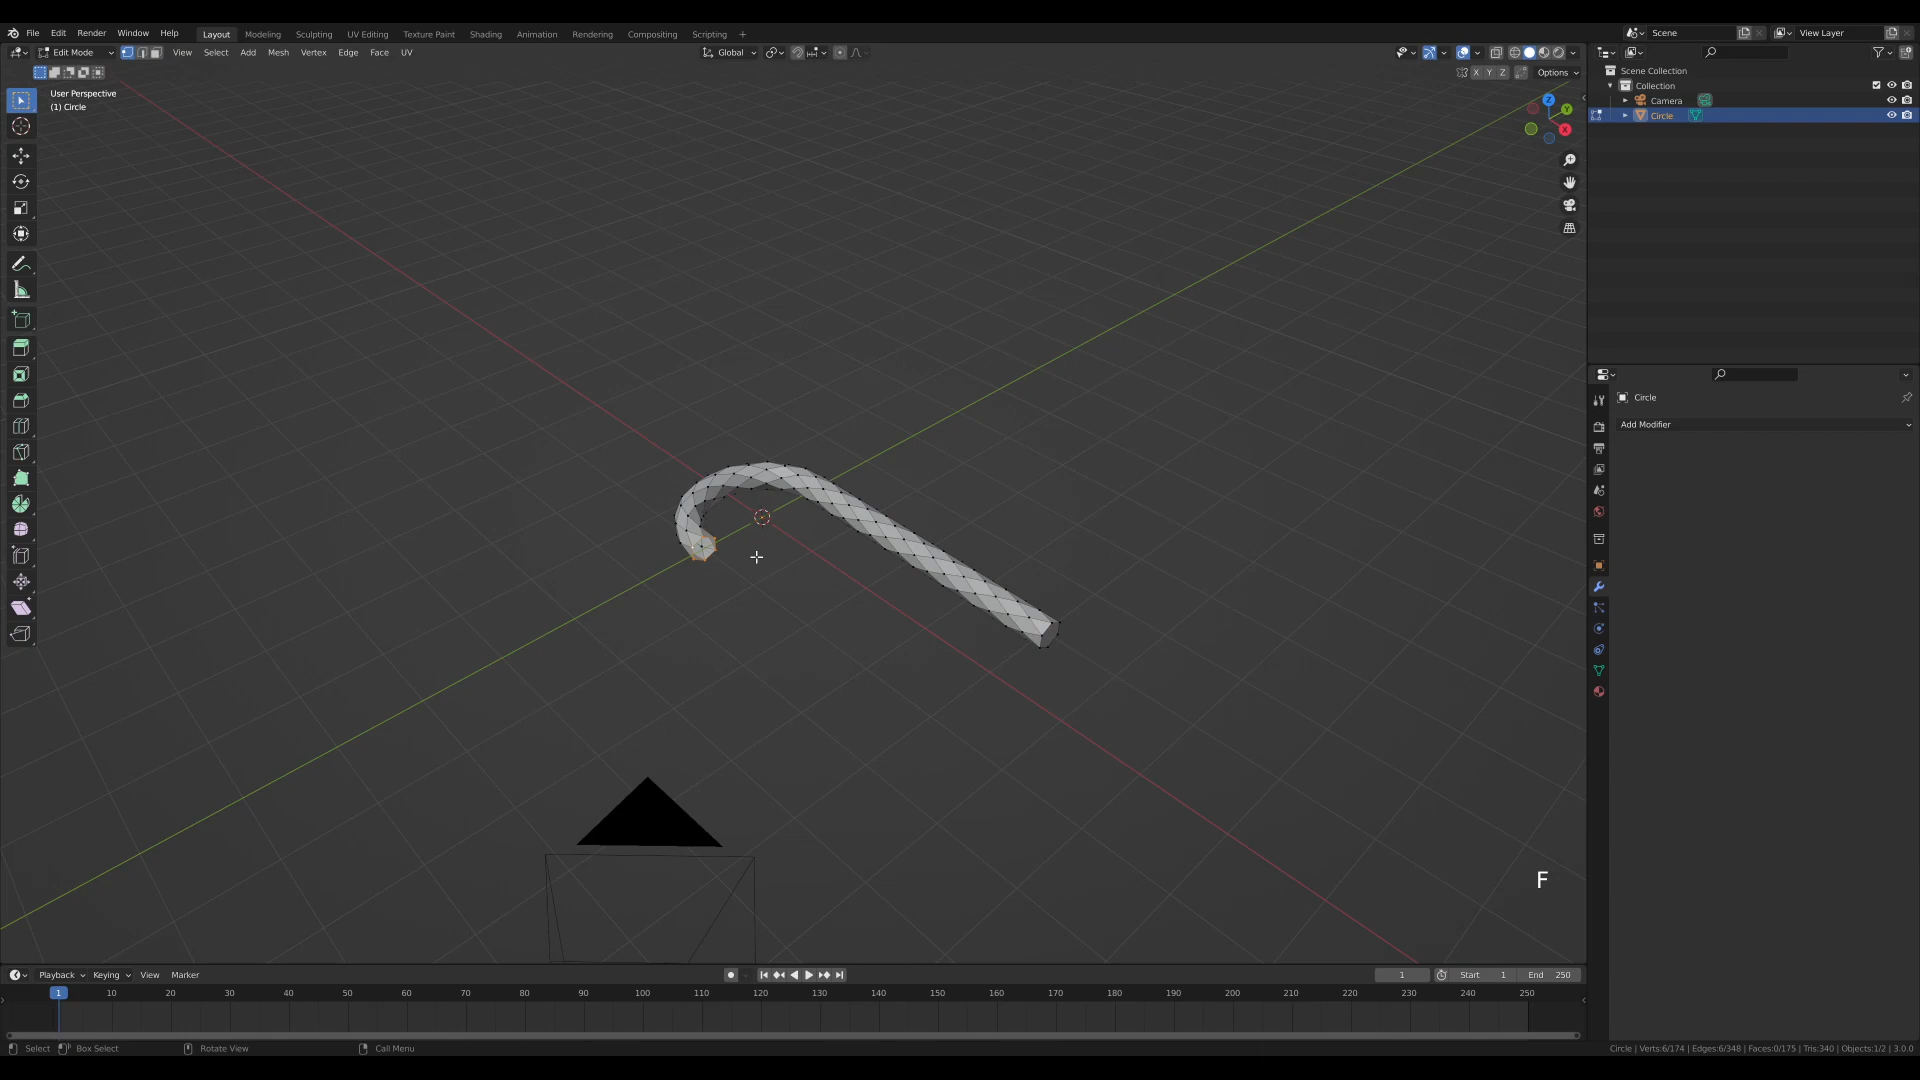 File Edit Render Window Help Layout Modeling Sculpting UV Editing Texture Paint Shading Animation Rendering Compositing Scripting + Scene View Layer
Edit Mode View Select Add Mesh Vertex Edge Face UV Global
X Y Z Options
User Perspective
(1) Circle
Scene Collection
Collection
Camera
Circle
Z
Y
X
Circle
Add Modifier
F
Playback Keying View Marker 1 Start 1 End 250
1 10 20 30 40 50 60 70 80 90 100 110 120 130 140 150 160 170 180 190 200 210 220 230 240 250
Select Box Select Rotate View Call Menu Circle | Verts:6/174 | Edges:6/348 | Faces:0/175 | Tris:340 | Objects:1/2 | 3.0.0